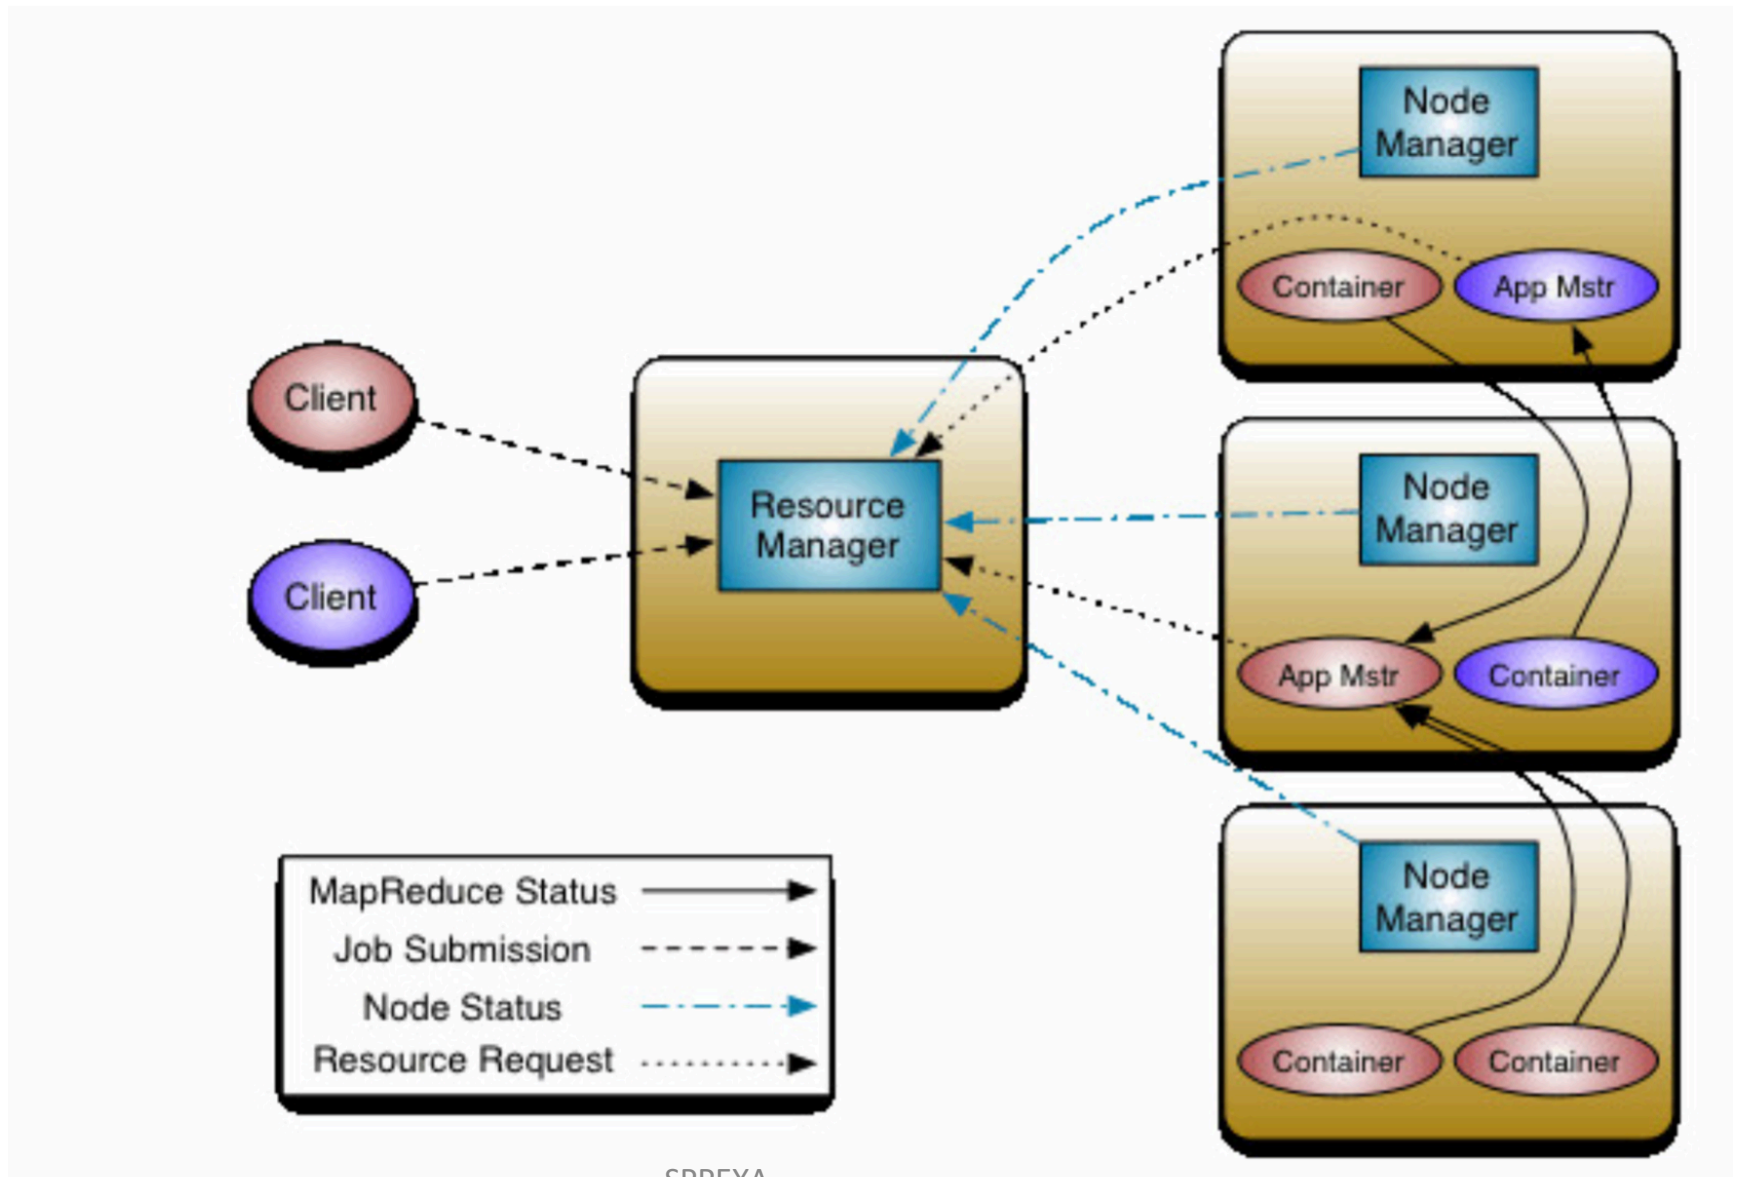 Client
Client
Resource
Manager
Node
Manager
Container
App Mstr
Node
Manager
App Mstr
Container
Node
Manager
Container
Container
MapReduce Status
Job Submission
Node Status
Resource Request